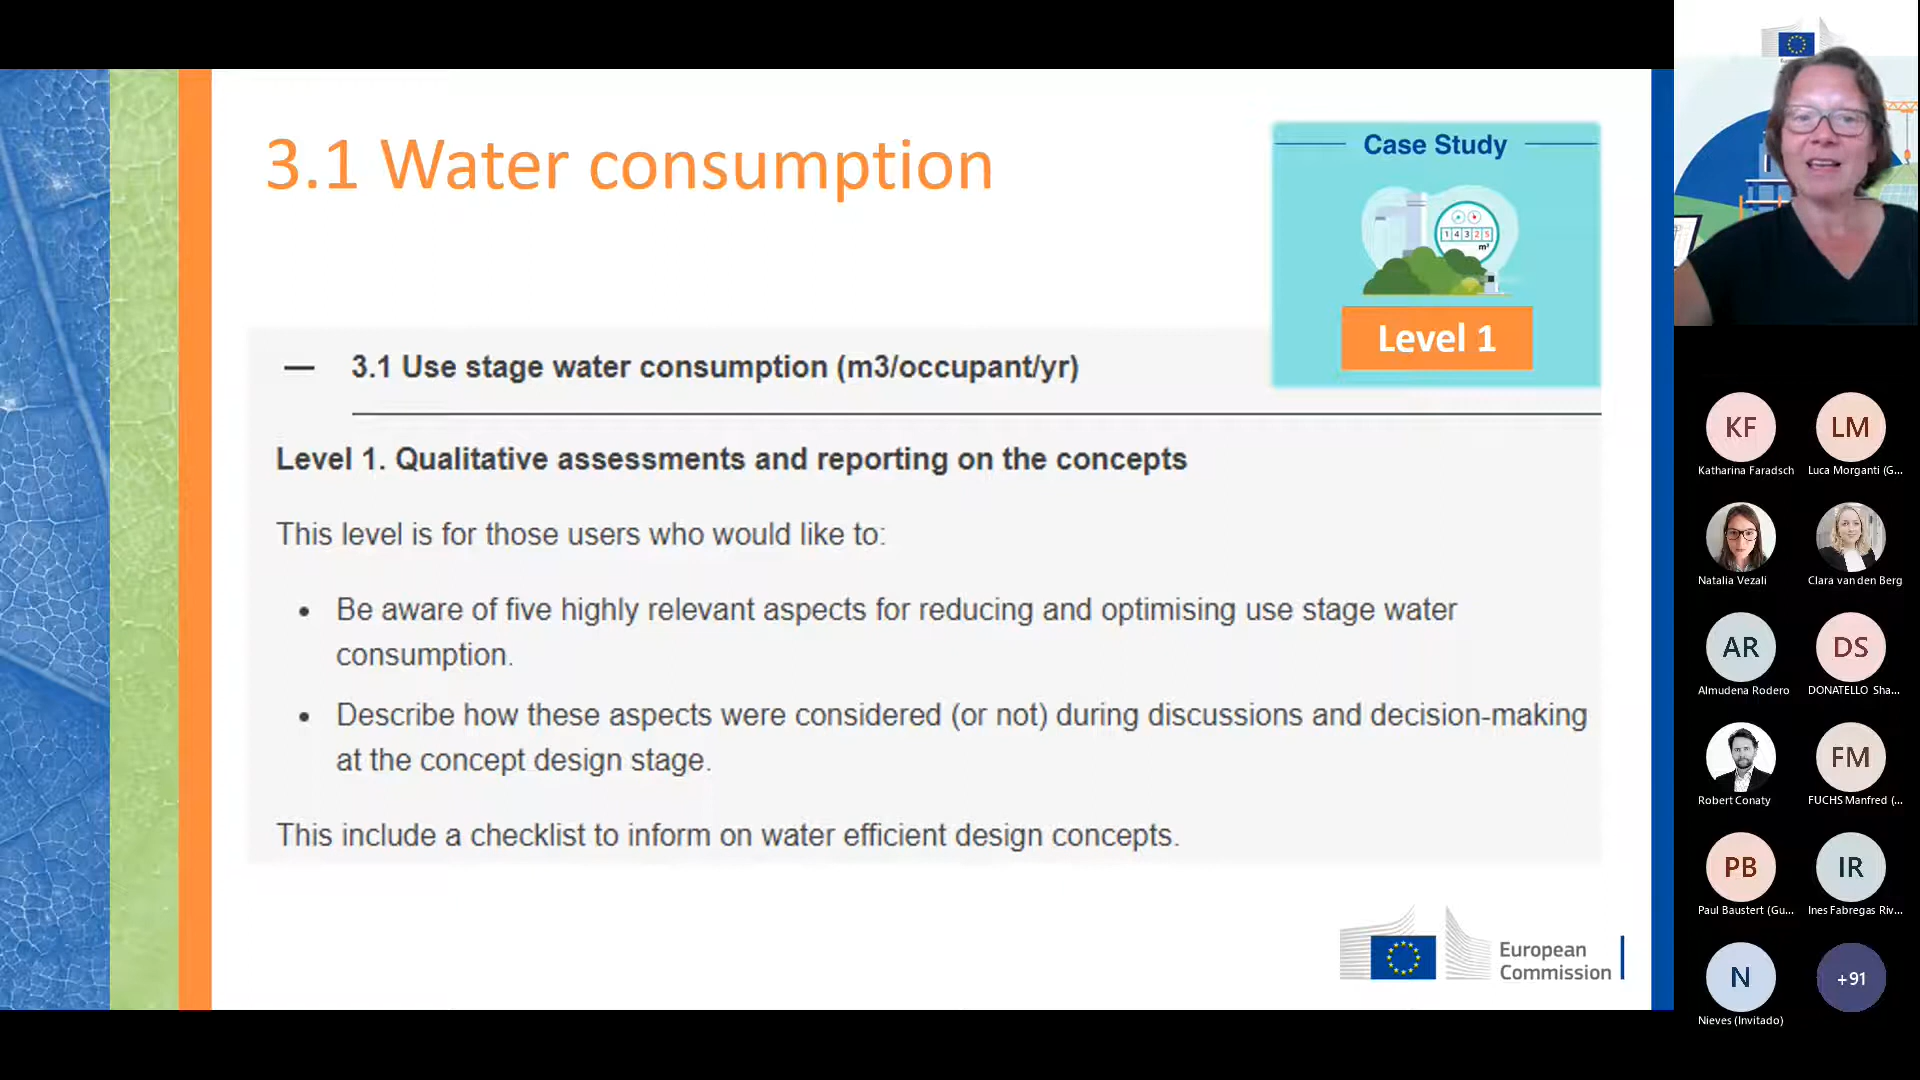 3.1 Water consumption
Case Study
1 4 3 2 5
m³
Level 1
— 3.1 Use stage water consumption (m3/occupant/yr)
Level 1. Qualitative assessments and reporting on the concepts
This level is for those users who would like to:
• Be aware of five highly relevant aspects for reducing and optimising use stage water
consumption.
• Describe how these aspects were considered (or not) during discussions and decision-making
at the concept design stage.
This include a checklist to inform on water efficient design concepts.
European
Commission
KF
Katharina Faradsch
LM
Luca Morganti (G...
Natalia Vezali
Clara van den Berg
AR
Almudena Rodero
DS
DONATELLO Sha...
Robert Conaty
FM
FUCHS Manfred (...
PB
Paul Baustert (Gu...
IR
Ines Fabregas Riv...
N
Nieves (Invitado)
+91